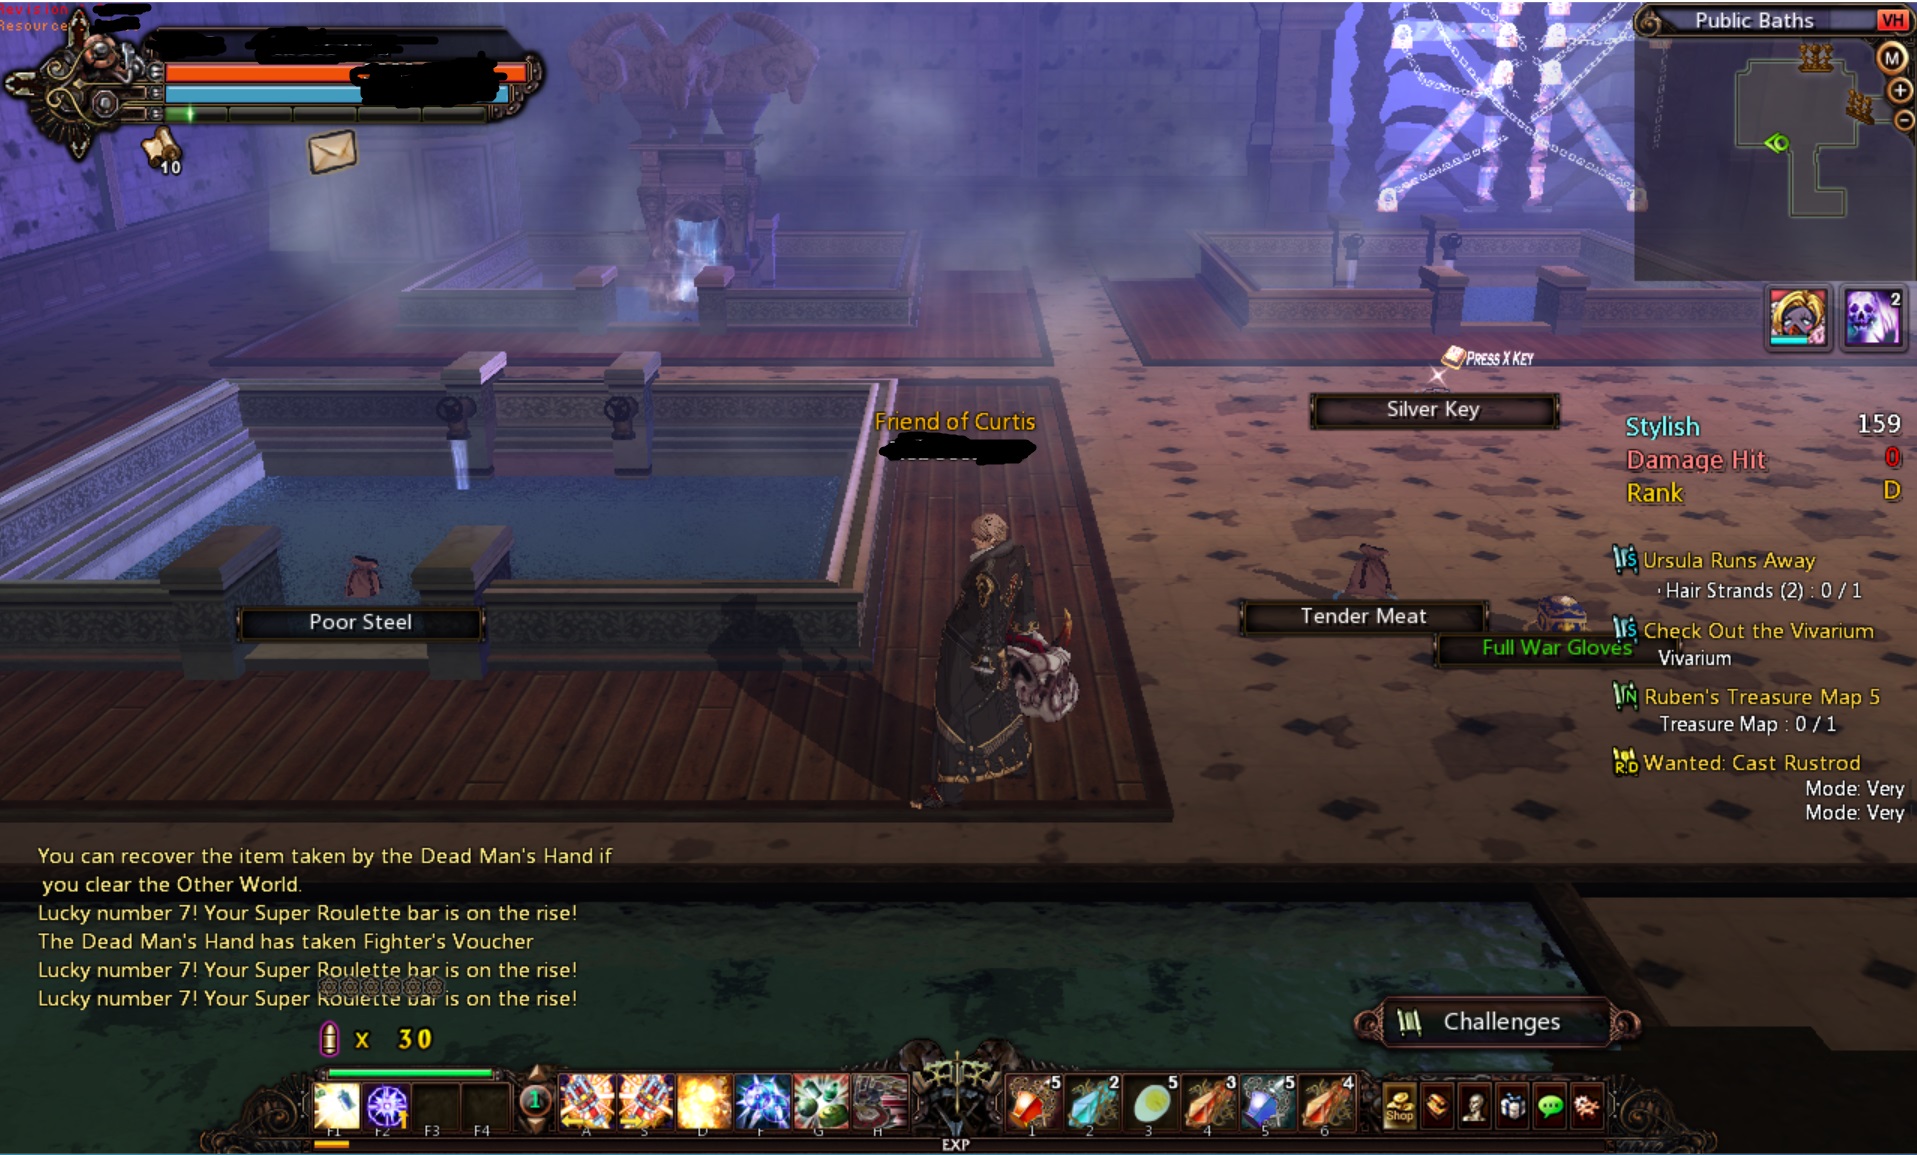 Revision
Resource
Public Baths
VH
M
10
2
PRESS X KEY
Silver Key
Friend of Curtis
Stylish 159
Damage Hit 0
Rank D
S Ursula Runs Away
· Hair Strands (2) : 0 / 1
Poor Steel
Tender Meat
S Check Out the Vivarium
Full War Gloves
Vivarium
N Ruben's Treasure Map 5
Treasure Map : 0 / 1
R.D Wanted: Cast Rustrod
Mode: Very
Mode: Very
You can recover the item taken by the Dead Man's Hand if
you clear the Other World.
Lucky number 7! Your Super Roulette bar is on the rise!
The Dead Man's Hand has taken Fighter's Voucher
Lucky number 7! Your Super Roulette bar is on the rise!
Lucky number 7! Your Super Roulette bar is on the rise!
Challenges
x 30
1
5 2 5 3 5 4
Shop
F1 F2 F3 F4 A S D F G H 1 2 3 4 5 6
EXP